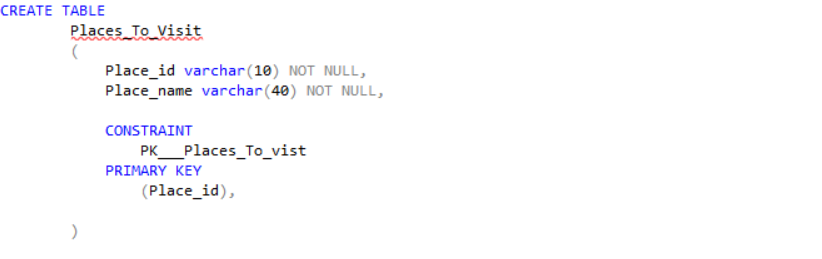 CREATE TABLE
Places_To_Visit
(
Place_id varchar(10) NOT NULL,
Place_name varchar(40) NOT NULL,
CONSTRAINT
PK___Places_To_vist
PRIMARY KEY
(Place_id),
)